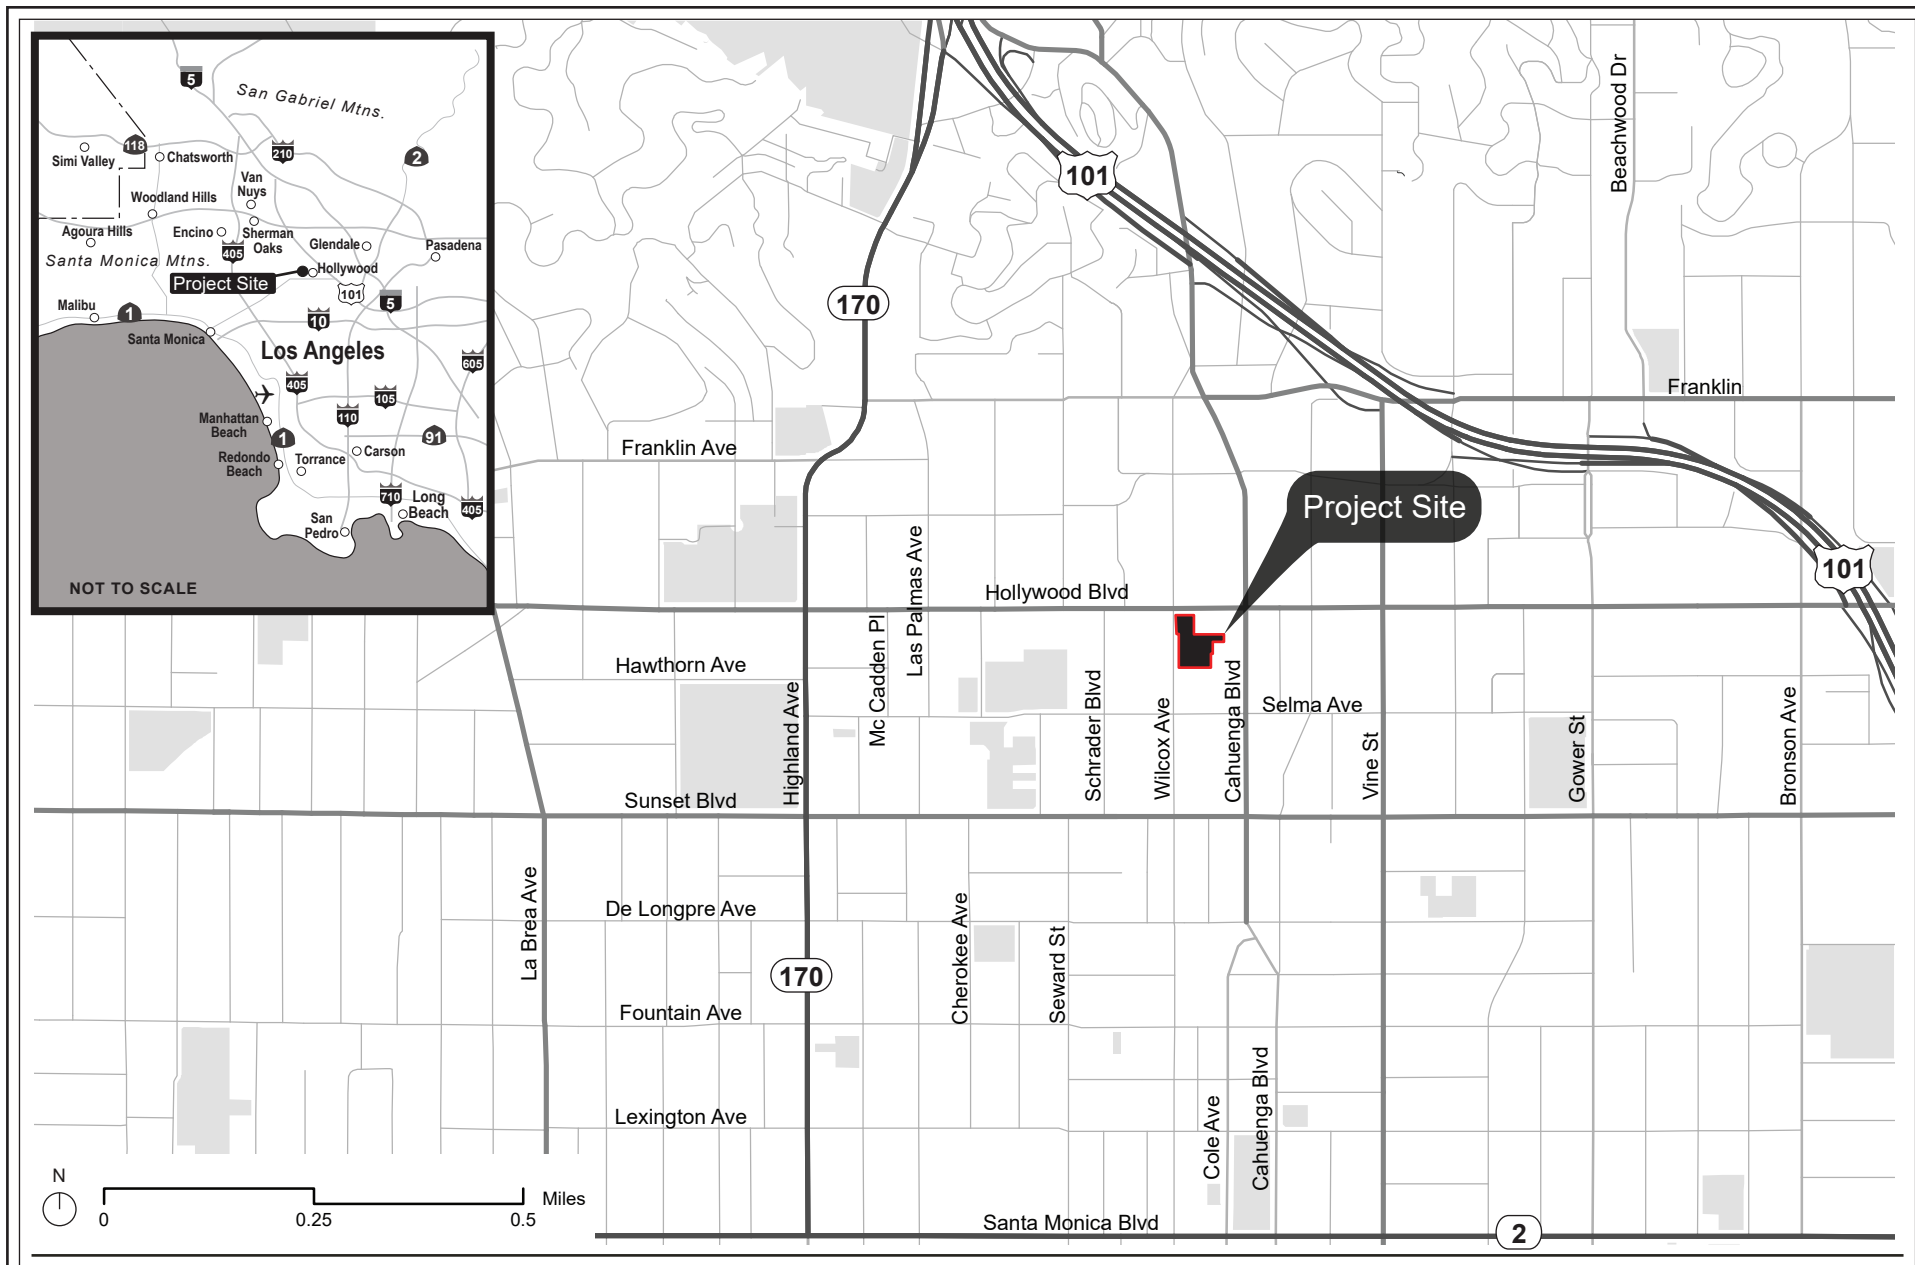 5
San Gabriel Mtns.
118
Simi Valley
Chatsworth
210
2
Van
Nuys
Woodland Hills
Agoura Hills
Encino
Sherman
Oaks
405
Glendale
Pasadena
Santa Monica Mtns.
Project Site
Hollywood
101
5
Malibu
1
10
Santa Monica
Los Angeles
605
405
105
110
Manhattan
Beach
1
91
Redondo
Beach
Torrance
Carson
710
Long
Beach
405
San
Pedro
NOT TO SCALE
Beachwood Dr
101
170
Franklin
Franklin Ave
Project Site
101
Las Palmas Ave
Hollywood Blvd
Mc Cadden Pl
Hawthorn Ave
Highland Ave
Schrader Blvd
Wilcox Ave
Cahuenga Blvd
Selma Ave
Vine St
Gower St
Bronson Ave
Sunset Blvd
La Brea Ave
De Longpre Ave
Cherokee Ave
Seward St
170
Fountain Ave
Lexington Ave
Cole Ave
Cahuenga Blvd
N
0
0.25
0.5
Miles
Santa Monica Blvd
2